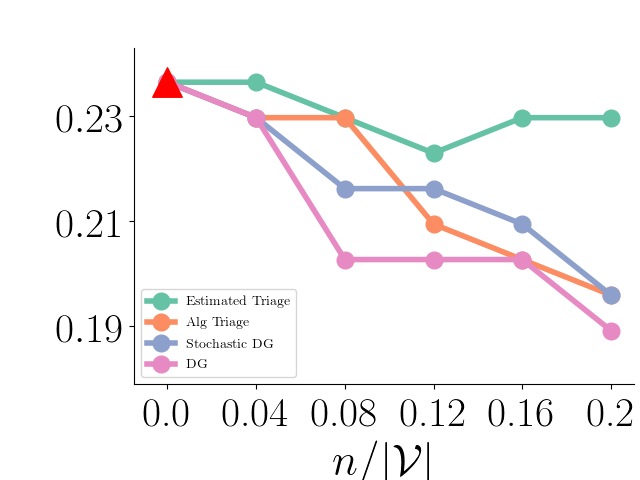 0.23
0.21
0.19
Estimated Triage
Alg Triage
Stochastic DG
DG
0.0 0.04 0.08 0.12 0.16 0.2
n/|𝒱|